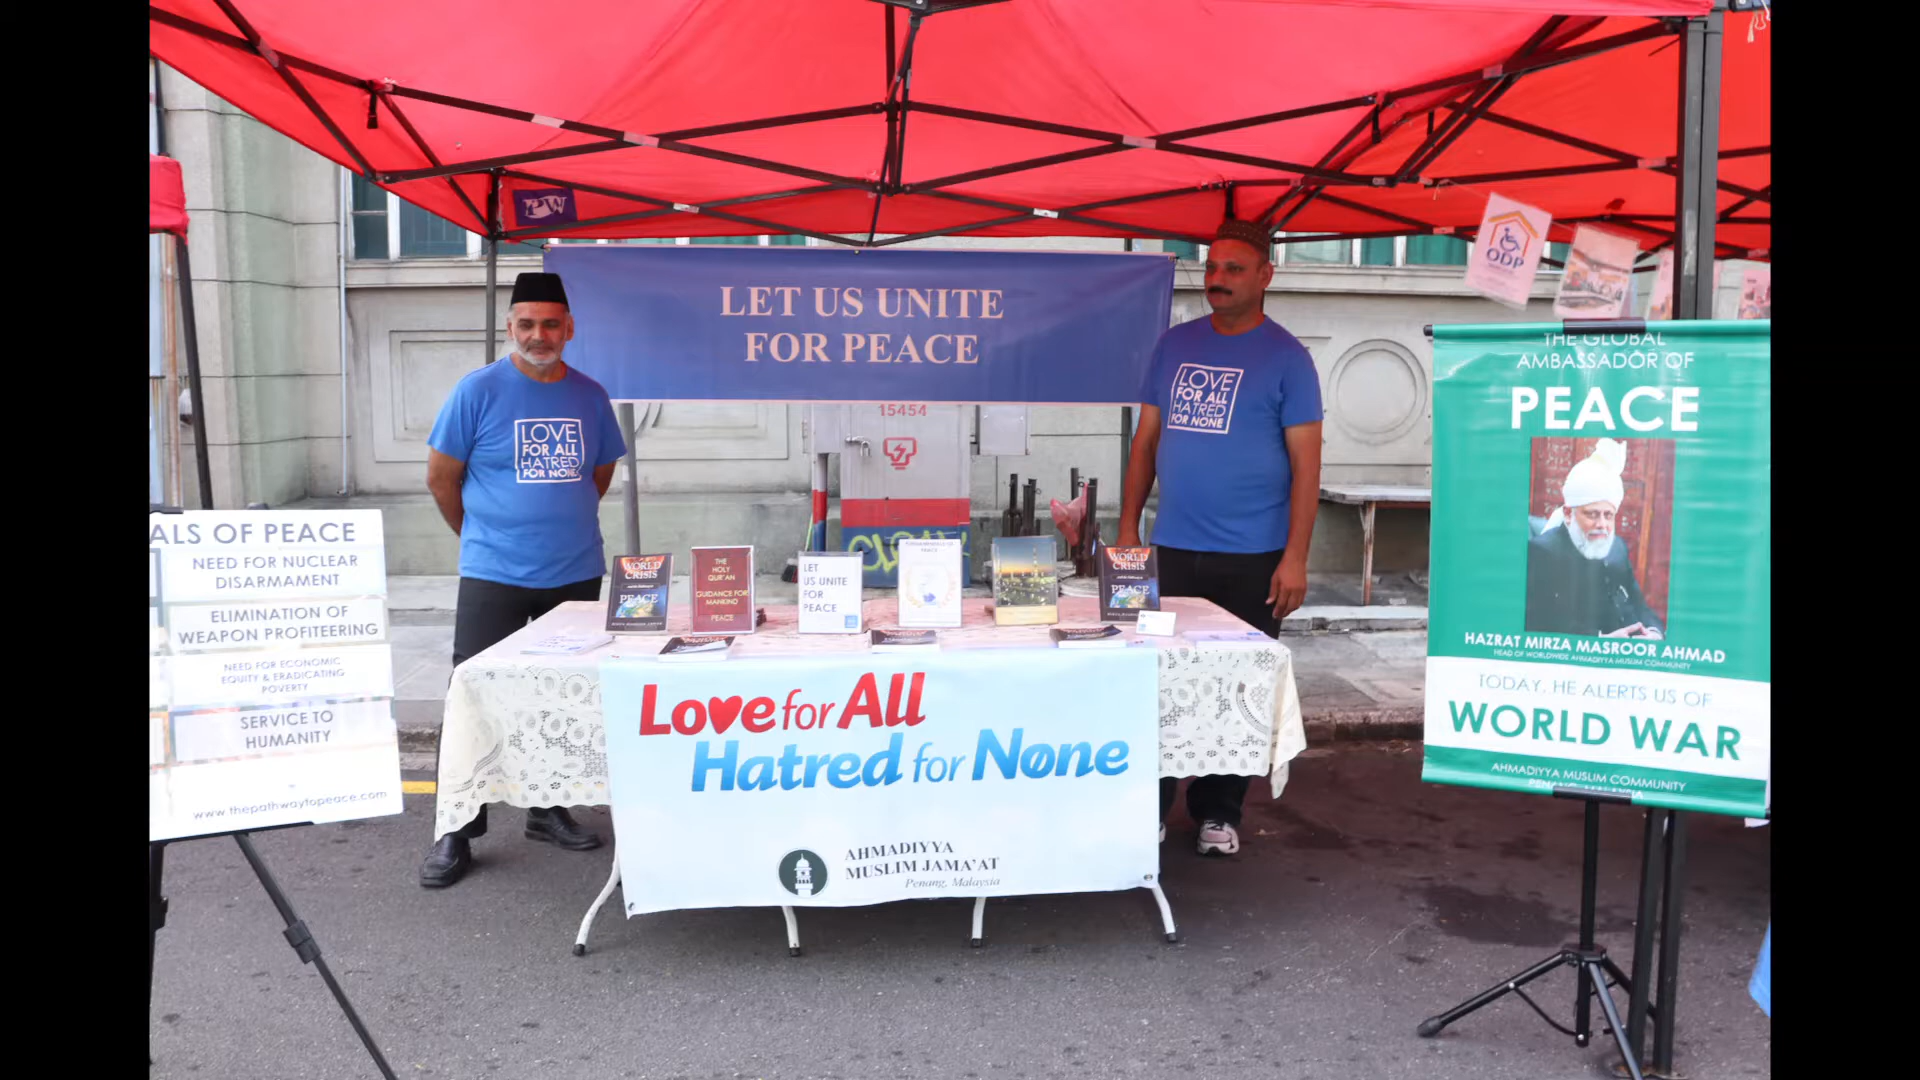 PW
LET US UNITE
FOR PEACE
15454
LOVE
FOR ALL
HATRED
FOR NONE
LOVE
FOR ALL
HATRED
FOR NONE
ODP
THE GLOBAL
AMBASSADOR OF
PEACE
HAZRAT MIRZA MASROOR AHMAD
HEAD OF WORLDWIDE AHMADIYYA MUSLIM COMMUNITY
TODAY, HE ALERTS US OF
WORLD WAR
AHMADIYYA MUSLIM COMMUNITY
PENANG, MALAYSIA
ALS OF PEACE
NEED FOR NUCLEAR
DISARMAMENT
ELIMINATION OF
WEAPON PROFITEERING
NEED FOR ECONOMIC
EQUITY & ERADICATING
POVERTY
SERVICE TO
HUMANITY
www.thepathwaytopeace.com
WORLD
CRISIS
PEACE
THE
HOLY
QUR'AN
GUIDANCE FOR
MANKIND
PEACE
LET
US UNITE
FOR
PEACE
PEACE
WORLD
CRISIS
PEACE
Love for All
Hatred for None
AHMADIYYA
MUSLIM JAMA'AT
Penang, Malaysia